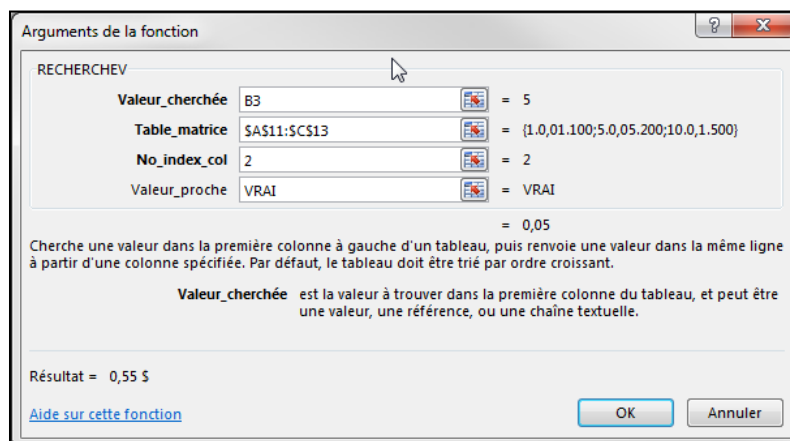 Arguments de la fonction
RECHERCHEV
Valeur_cherchée B3 = 5
Table_matrice $A$11:$C$13 = {1.0,01.100;5.0,05.200;10.0,1.500}
No_index_col 2 = 2
Valeur_proche VRAI = VRAI
= 0,05
Cherche une valeur dans la première colonne à gauche d'un tableau, puis renvoie une valeur dans la même ligne
à partir d'une colonne spécifiée. Par défaut, le tableau doit être trié par ordre croissant.
Valeur_cherchée est la valeur à trouver dans la première colonne du tableau, et peut être
une valeur, une référence, ou une chaîne textuelle.
Résultat = 0,55 $
Aide sur cette fonction OK Annuler